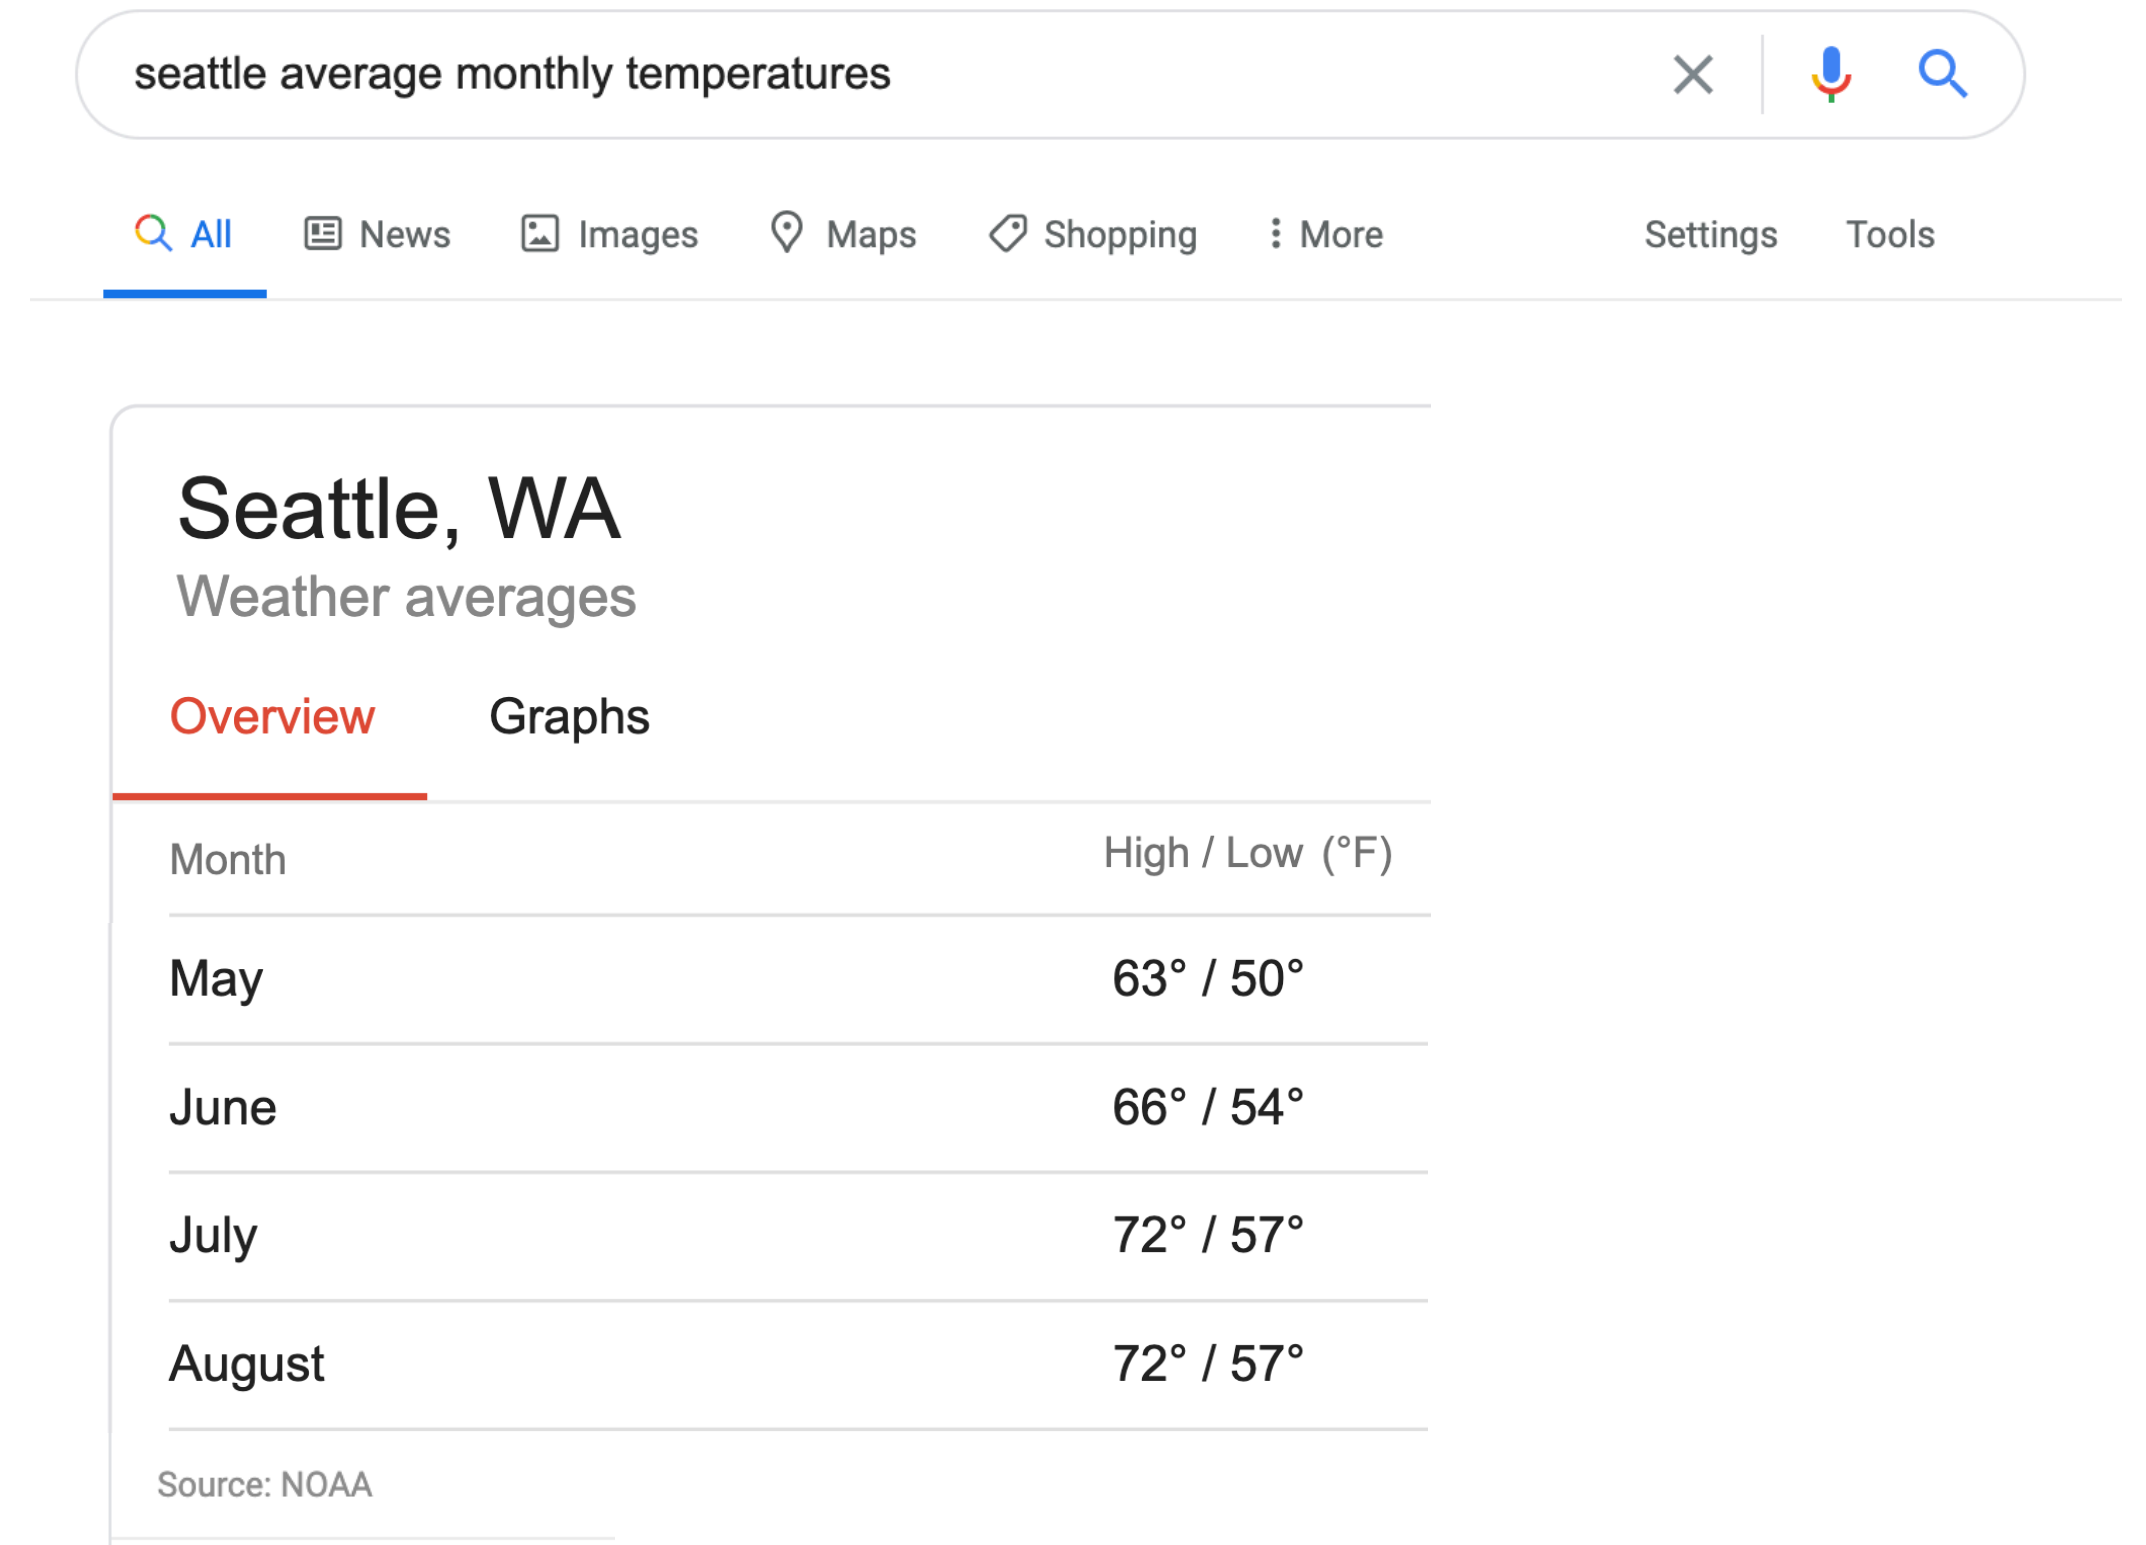 seattle average monthly temperatures
All News Images Maps Shopping More Settings Tools
Seattle, WA
Weather averages
Overview Graphs
Month High / Low (°F)
May 63° / 50°
June 66° / 54°
July 72° / 57°
August 72° / 57°
Source: NOAA